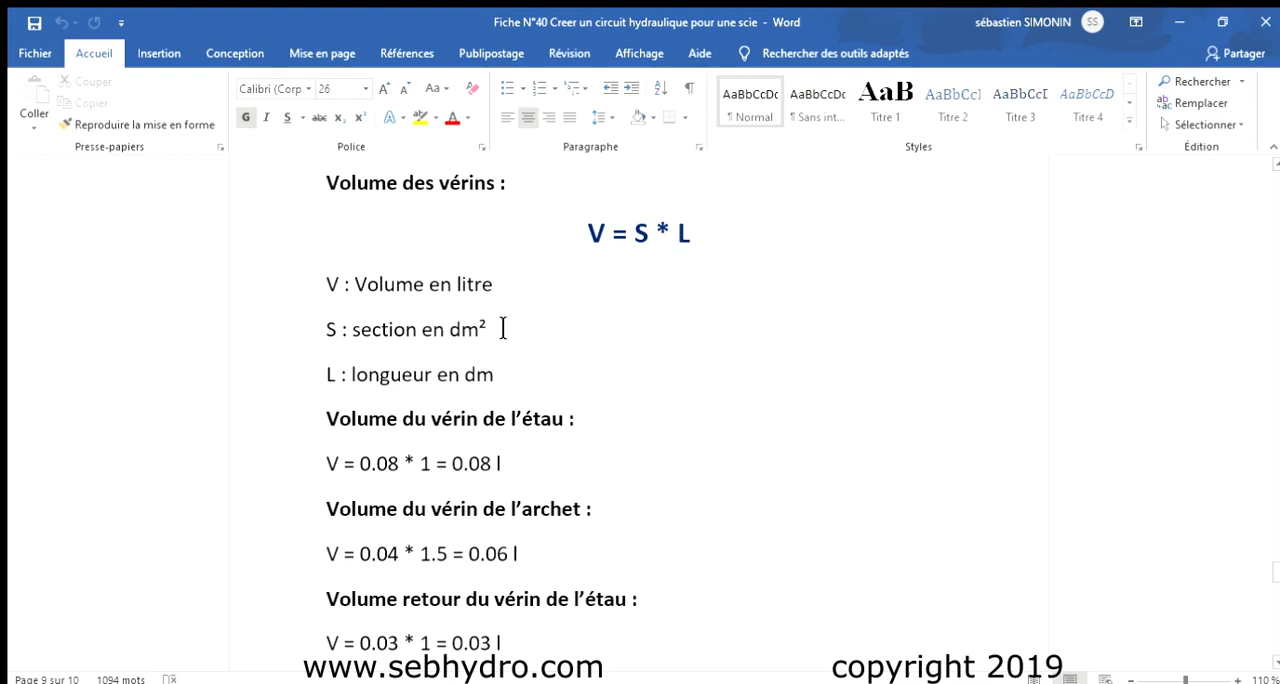 Fiche N°40 Creer un circuit hydraulique pour une scie - Word
sébastien SIMONIN SS
Fichier Accueil Insertion Conception Mise en page Références Publipostage Révision Affichage Aide Rechercher des outils adaptés Partager
Couper
Copier
Coller
Reproduire la mise en forme
Presse-papiers
Calibri (Corp 26
G I S abc
Police
Paragraphe
AaBbCcDc AaBbCcDc AaB AaBbCcI AaBbCcI AaBbCcD
¶ Normal ¶ Sans int... Titre 1 Titre 2 Titre 3 Titre 4
Styles
Rechercher
Remplacer
Sélectionner
Édition
Volume des vérins :
V = S * L
V : Volume en litre
S : section en dm²
L : longueur en dm
Volume du vérin de l’étau :
V = 0.08 * 1 = 0.08 l
Volume du vérin de l’archet :
V = 0.04 * 1.5 = 0.06 l
Volume retour du vérin de l’étau :
V = 0.03 * 1 = 0.03 l
www.sebhydro.com copyright 2019
Page 9 sur 10 1094 mots 110 %